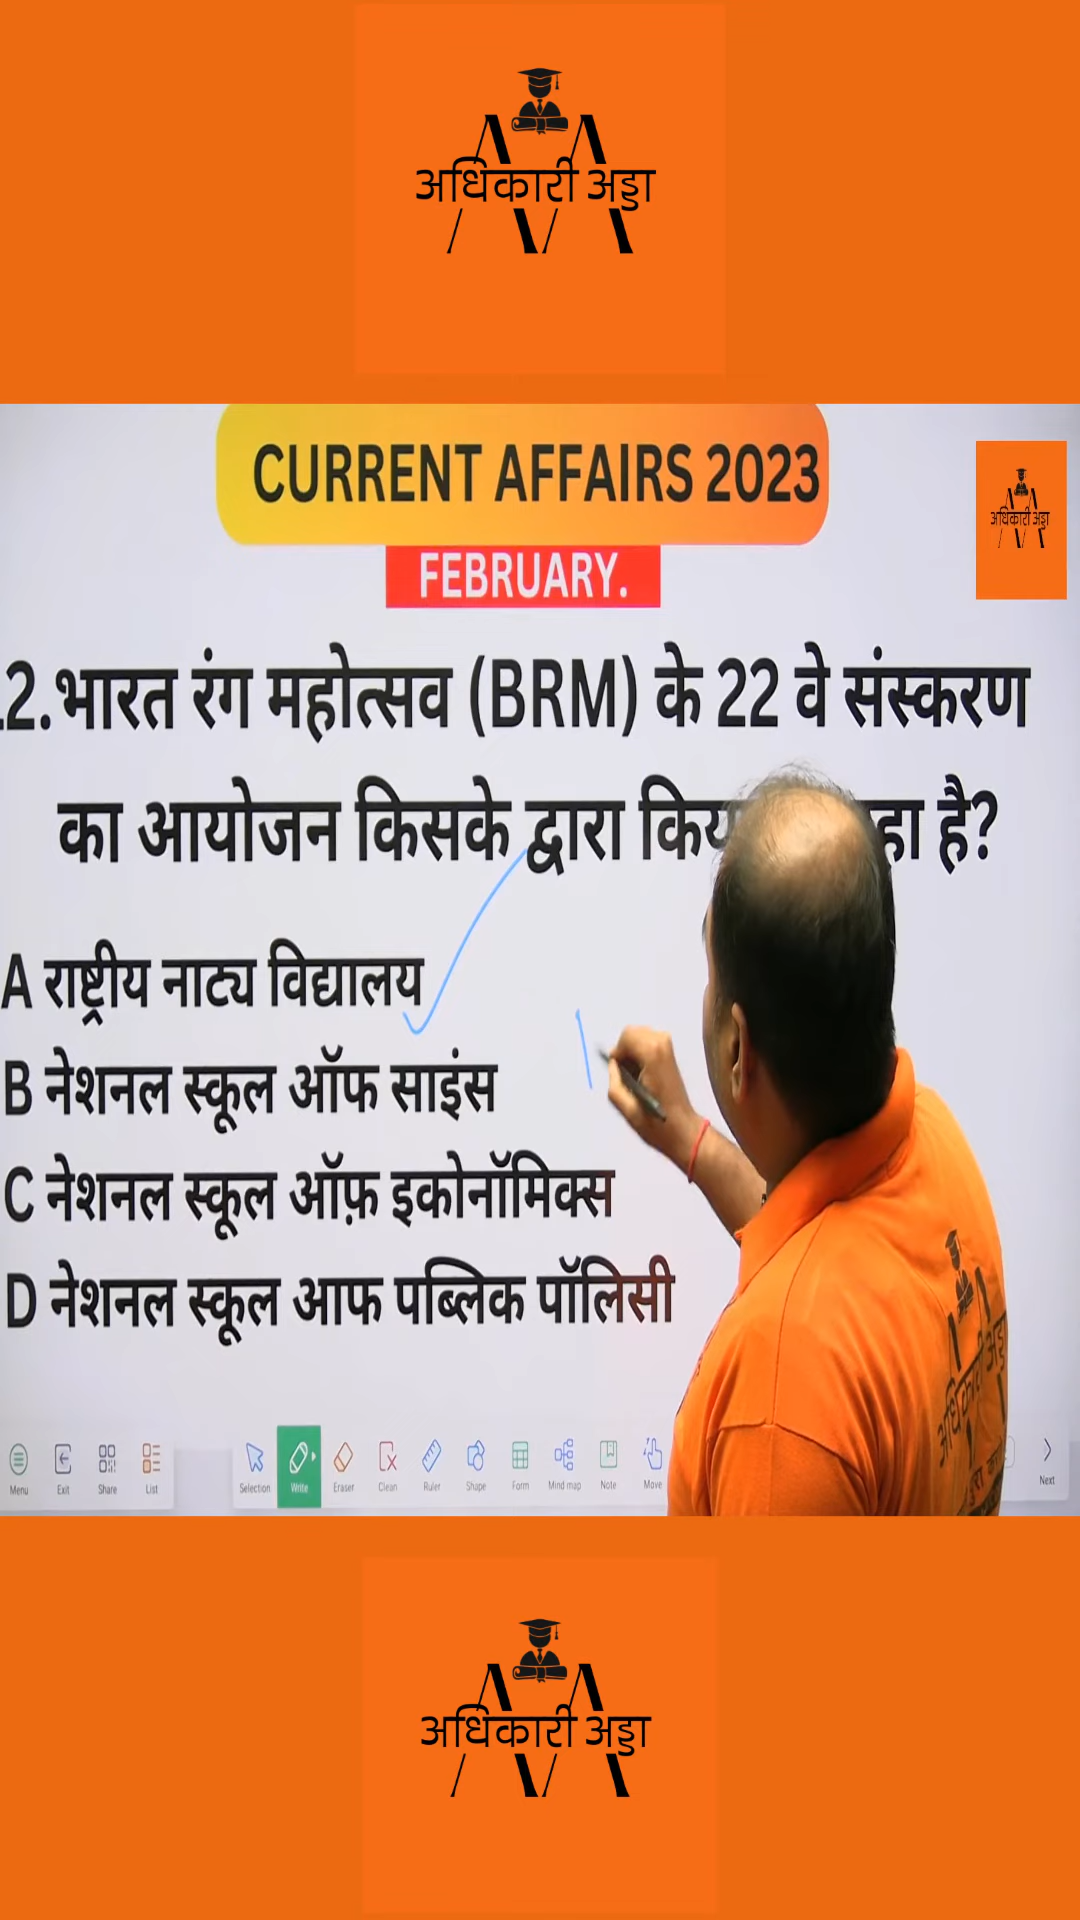 अधिकारी अड्डा
CURRENT AFFAIRS 2023
अधिकारी अड्डा
FEBRUARY.
2. भारत रंग महोत्सव (BRM) के 22 वे संस्करण
का आयोजन किसके द्वारा है?
A राष्ट्रीय नाट्य विद्यालय
B नेशनल स्कूल ऑफ साइंस
C नेशनल स्कूल ऑफ़ इकोनॉमिक्स
D नेशनल स्कूल आफ पब्लिक पॉलिसी
अधिकारी
Menu Exit Share List Selection Write Eraser Clean Ruler Shape Form Mind map Note Move Next
अधिकारी अड्डा